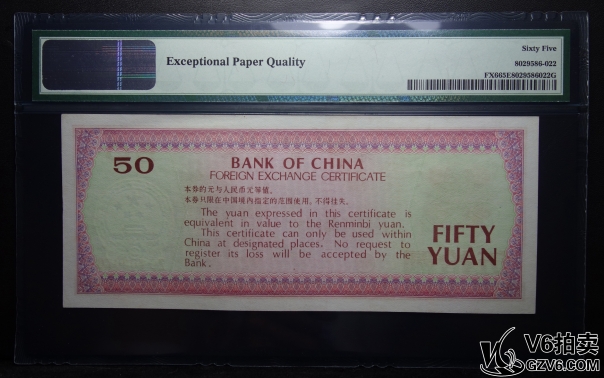 Exceptional Paper Quality
Sixty Five
8029586-022
FX665E8029586022G
50
BANK OF CHINA
FOREIGN EXCHANGE CERTIFICATE
本券的元与人民币元等值。
本券只限在中国境内指定的范围使用,不得挂失。
The yuan expressed in this certificate is
equivalent in value to the Renminbi yuan.
This certificate can only be used within
China at designated places. No request to
register its loss will be accepted by the
Bank.
FIFTY
YUAN
V6拍卖
GZV6.COM